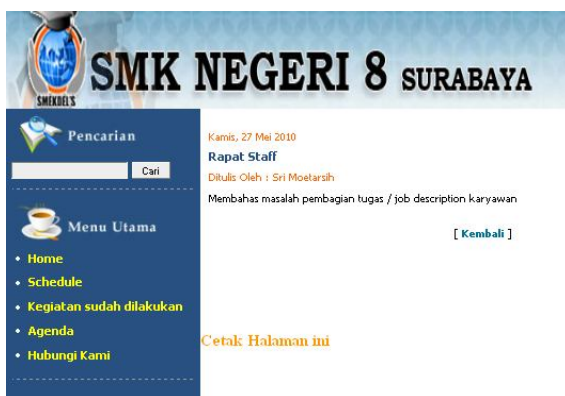 SMK NEGERI 8 SURABAYA
SMEKDEL'S
Pencarian
Cari
Menu Utama
Home
Schedule
Kegiatan sudah dilakukan
Agenda
Hubungi Kami
Kamis, 27 Mei 2010
Rapat Staff
Ditulis Oleh : Sri Moetarsih
Membahas masalah pembagian tugas / job description karyawan
[ Kembali ]
Cetak Halaman ini